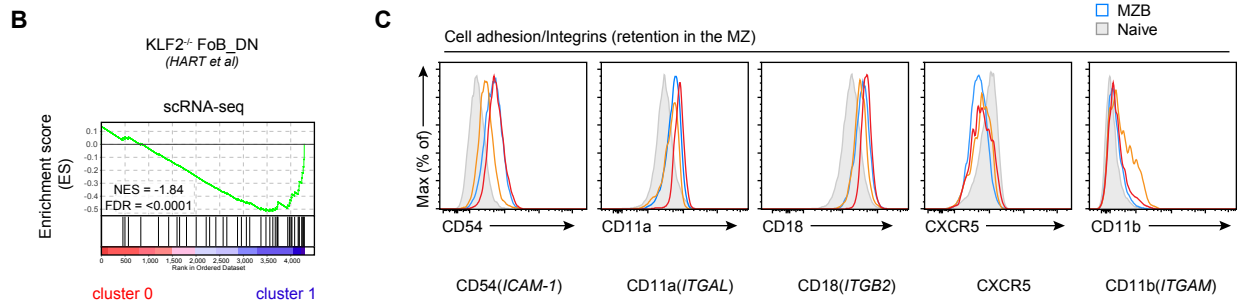 B
KLF2-/- FoB_DN
(HART et al)
scRNA-seq
Enrichment score
(ES)
0.1
0.0
-0.1
-0.2
-0.3
-0.4
-0.5
NES = -1.84
FDR = <0.0001
0 500 1,000 1,500 2,000 2,500 3,000 3,500 4,000
Rank in Ordered Dataset
cluster 0 cluster 1
C
MZB
Naive
Cell adhesion/Integrins (retention in the MZ)
Max (% of)
CD54 CD11a CD18 CXCR5 CD11b
CD54(ICAM-1) CD11a(ITGAL) CD18(ITGB2) CXCR5 CD11b(ITGAM)